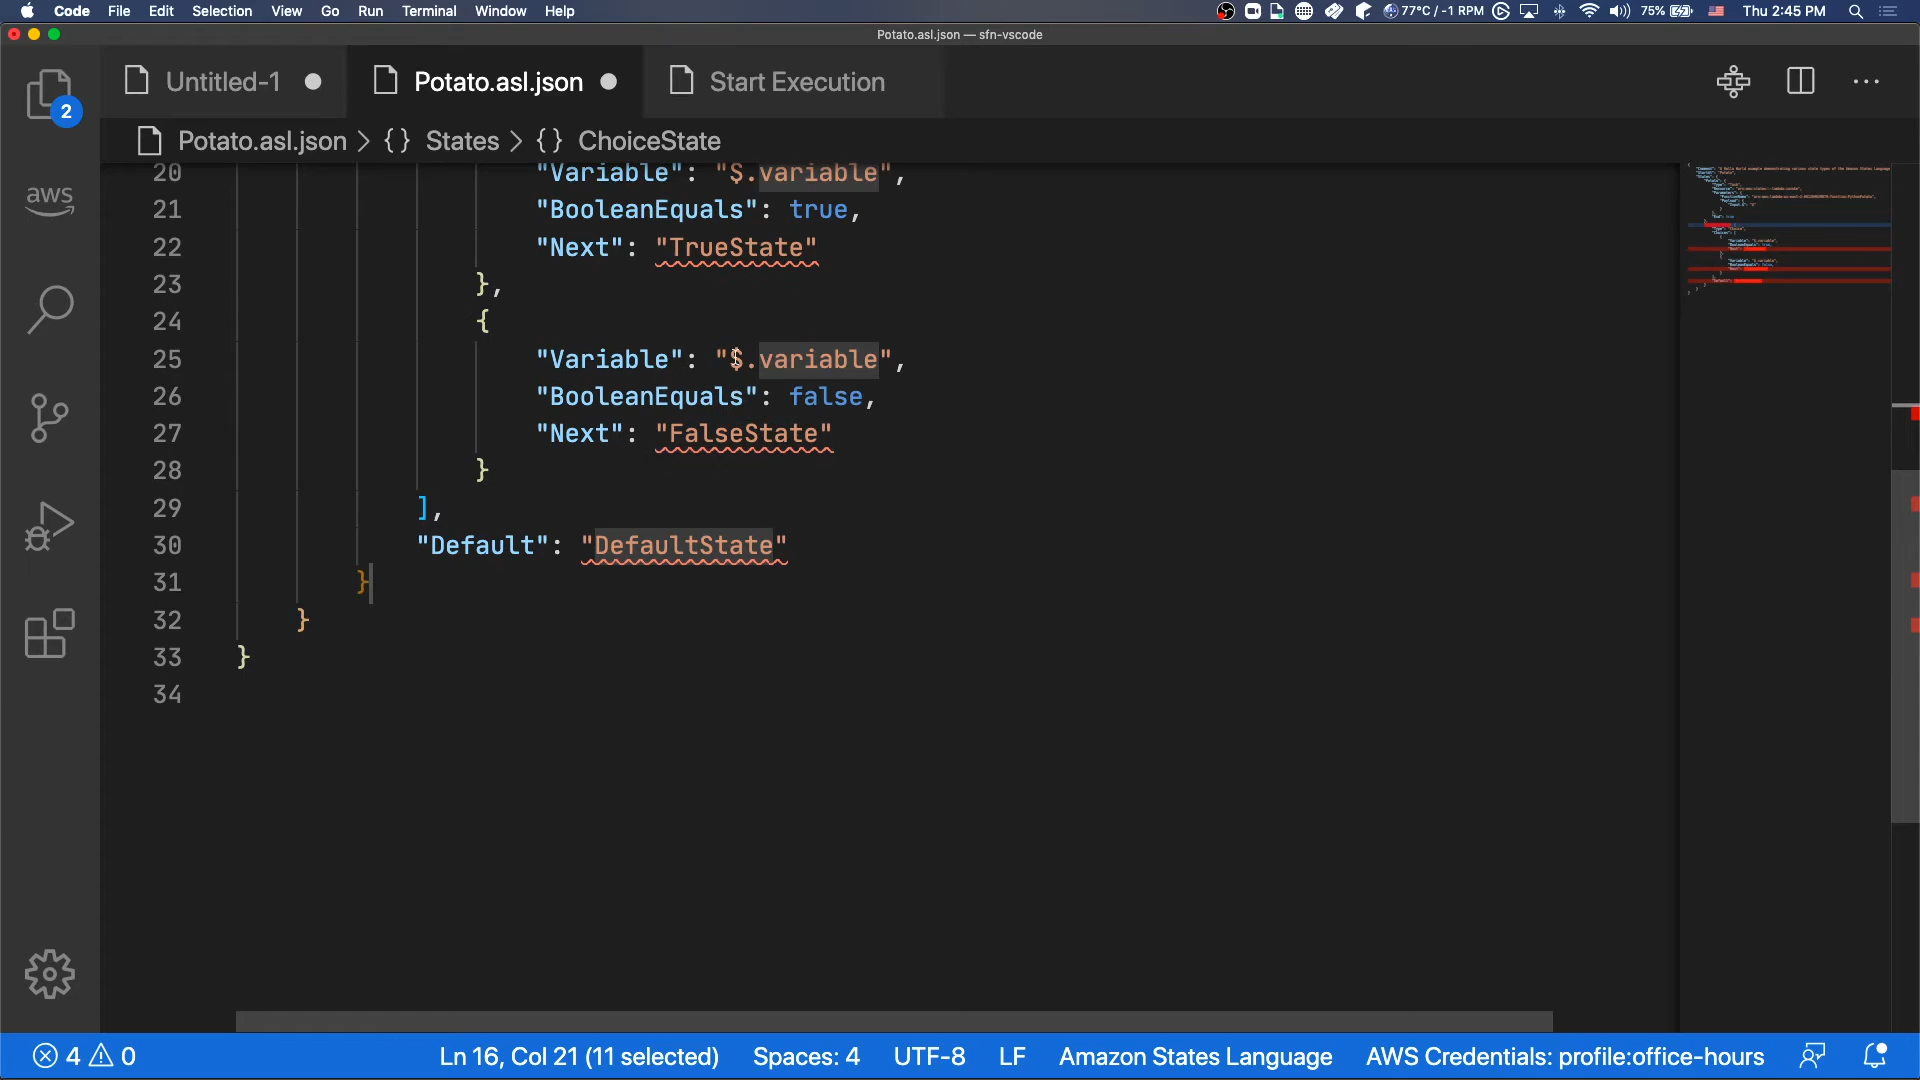 Code File Edit Selection View Go Run Terminal Window Help 77°C / -1 RPM 75% Thu 2:45 PM
Potato.asl.json — sfn-vscode
Untitled-1 Potato.asl.json Start Execution
2
Potato.asl.json > {} States > {} ChoiceState
aws
20 "Variable": "$.variable",
21 "BooleanEquals": true,
22 "Next": "TrueState"
23 },
24 {
25 "Variable": "$.variable",
26 "BooleanEquals": false,
27 "Next": "FalseState"
28 }
29 ],
30 "Default": "DefaultState"
31 }
32 }
33 }
34
4 0 Ln 16, Col 21 (11 selected) Spaces: 4 UTF-8 LF Amazon States Language AWS Credentials: profile:office-hours